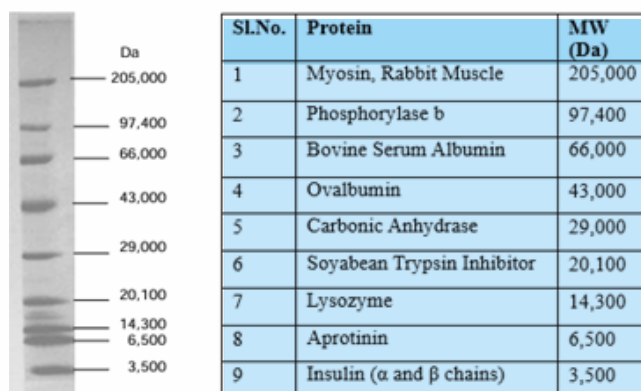 Da
205,000
97,400
66,000
43,000
29,000
20,100
14,300
6,500
3,500
Sl.No. Protein MW (Da)
1 Myosin, Rabbit Muscle 205,000
2 Phosphorylase b 97,400
3 Bovine Serum Albumin 66,000
4 Ovalbumin 43,000
5 Carbonic Anhydrase 29,000
6 Soyabean Trypsin Inhibitor 20,100
7 Lysozyme 14,300
8 Aprotinin 6,500
9 Insulin (α and β chains) 3,500